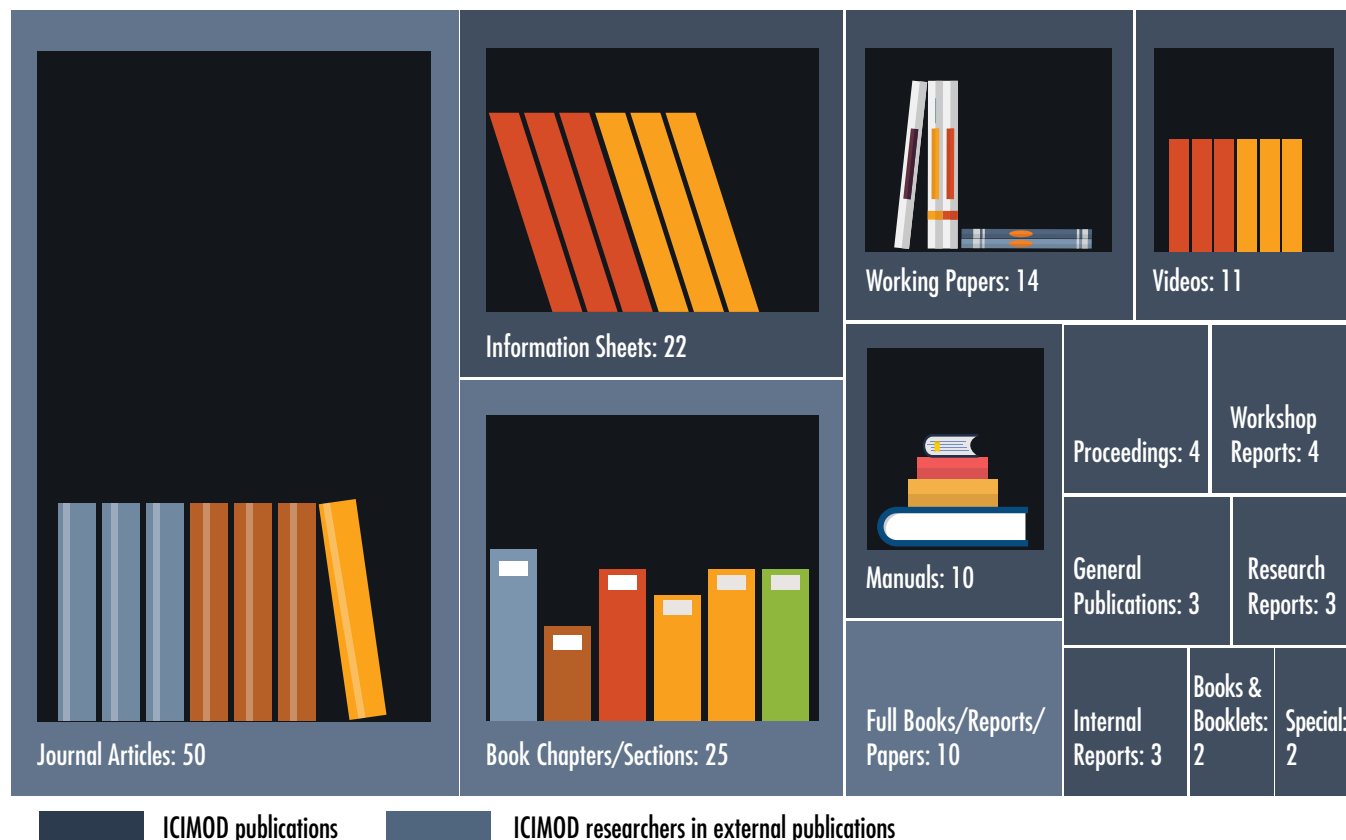 Working Papers: 14
Videos: 11
Information Sheets: 22
Workshop
Reports: 4
Proceedings: 4
Manuals: 10
General
Publications: 3
Research
Reports: 3
Journal Articles: 50
Book Chapters/Sections: 25
Full Books/Reports/
Papers: 10
Internal
Reports: 3
Books &
Booklets:
2
Special:
2
ICIMOD publications
ICIMOD researchers in external publications